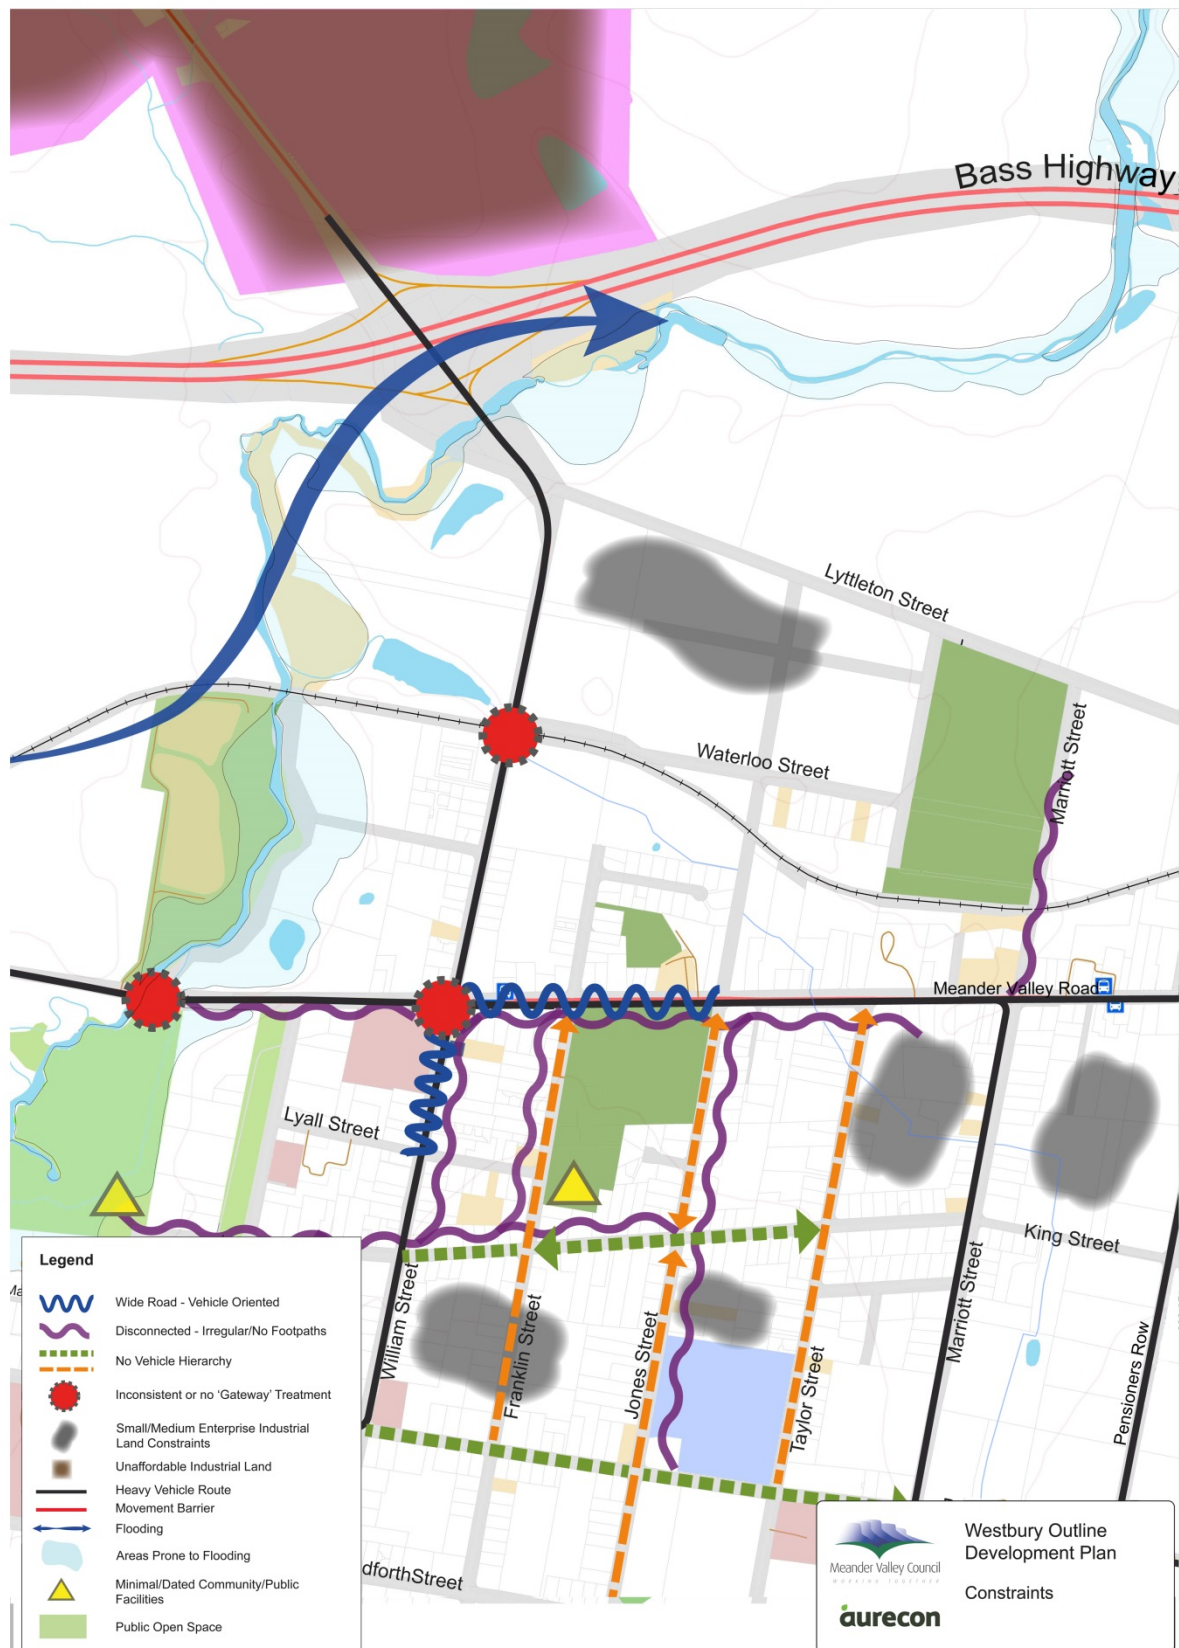 Bass Highway
Lyttleton Street
Marriott Street
Waterloo Street
Meander Valley Road
Lyall Street
King Street
William Street
Franklin Street
Jones Street
Taylor Street
Marriott Street
Pensioners Row
dforthStreet
Legend
Wide Road - Vehicle Oriented
Disconnected - Irregular/No Footpaths
No Vehicle Hierarchy
Inconsistent or no 'Gateway' Treatment
Small/Medium Enterprise Industrial
Land Constraints
Unaffordable Industrial Land
Heavy Vehicle Route
Movement Barrier
Flooding
Areas Prone to Flooding
Minimal/Dated Community/Public
Facilities
Public Open Space
Meander Valley Council
WORKING TOGETHER
aurecon
Westbury Outline
Development Plan
Constraints